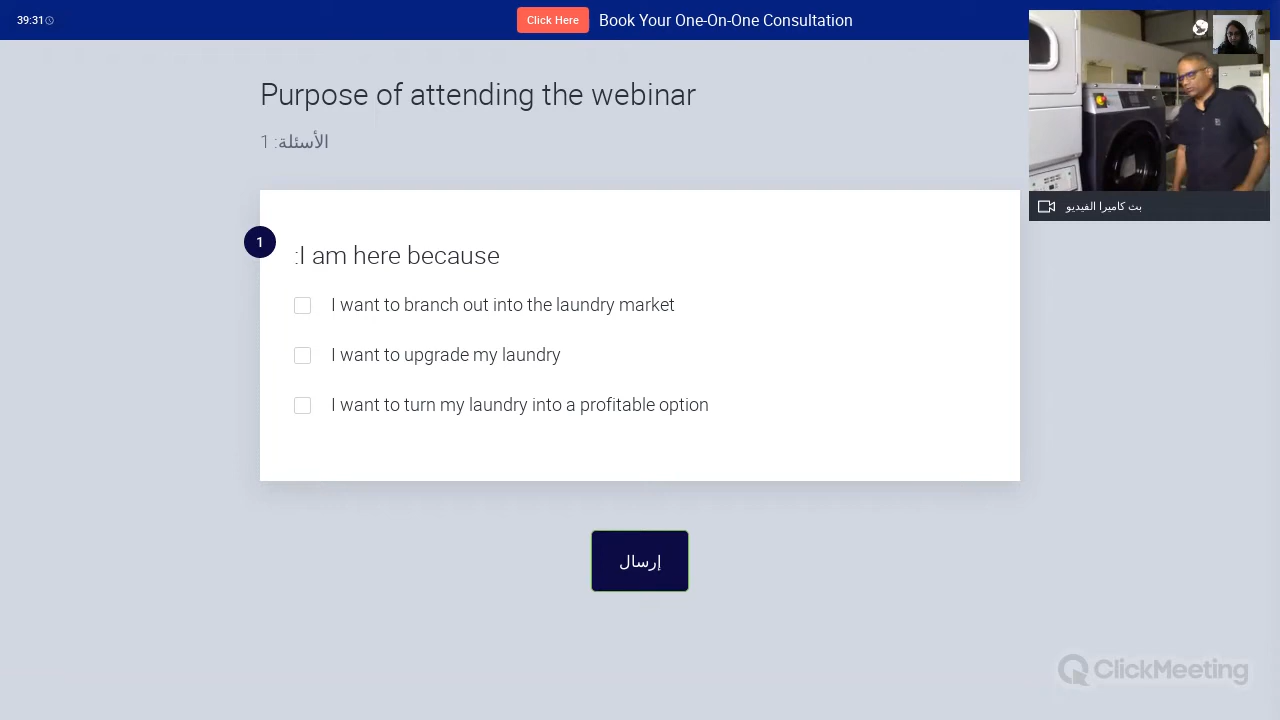 39:31
Click Here Book Your One-On-One Consultation
Purpose of attending the webinar
الأسئلة: 1
بث كاميرا الفيديو
1
:I am here because
I want to branch out into the laundry market
I want to upgrade my laundry
I want to turn my laundry into a profitable option
إرسال
ClickMeeting